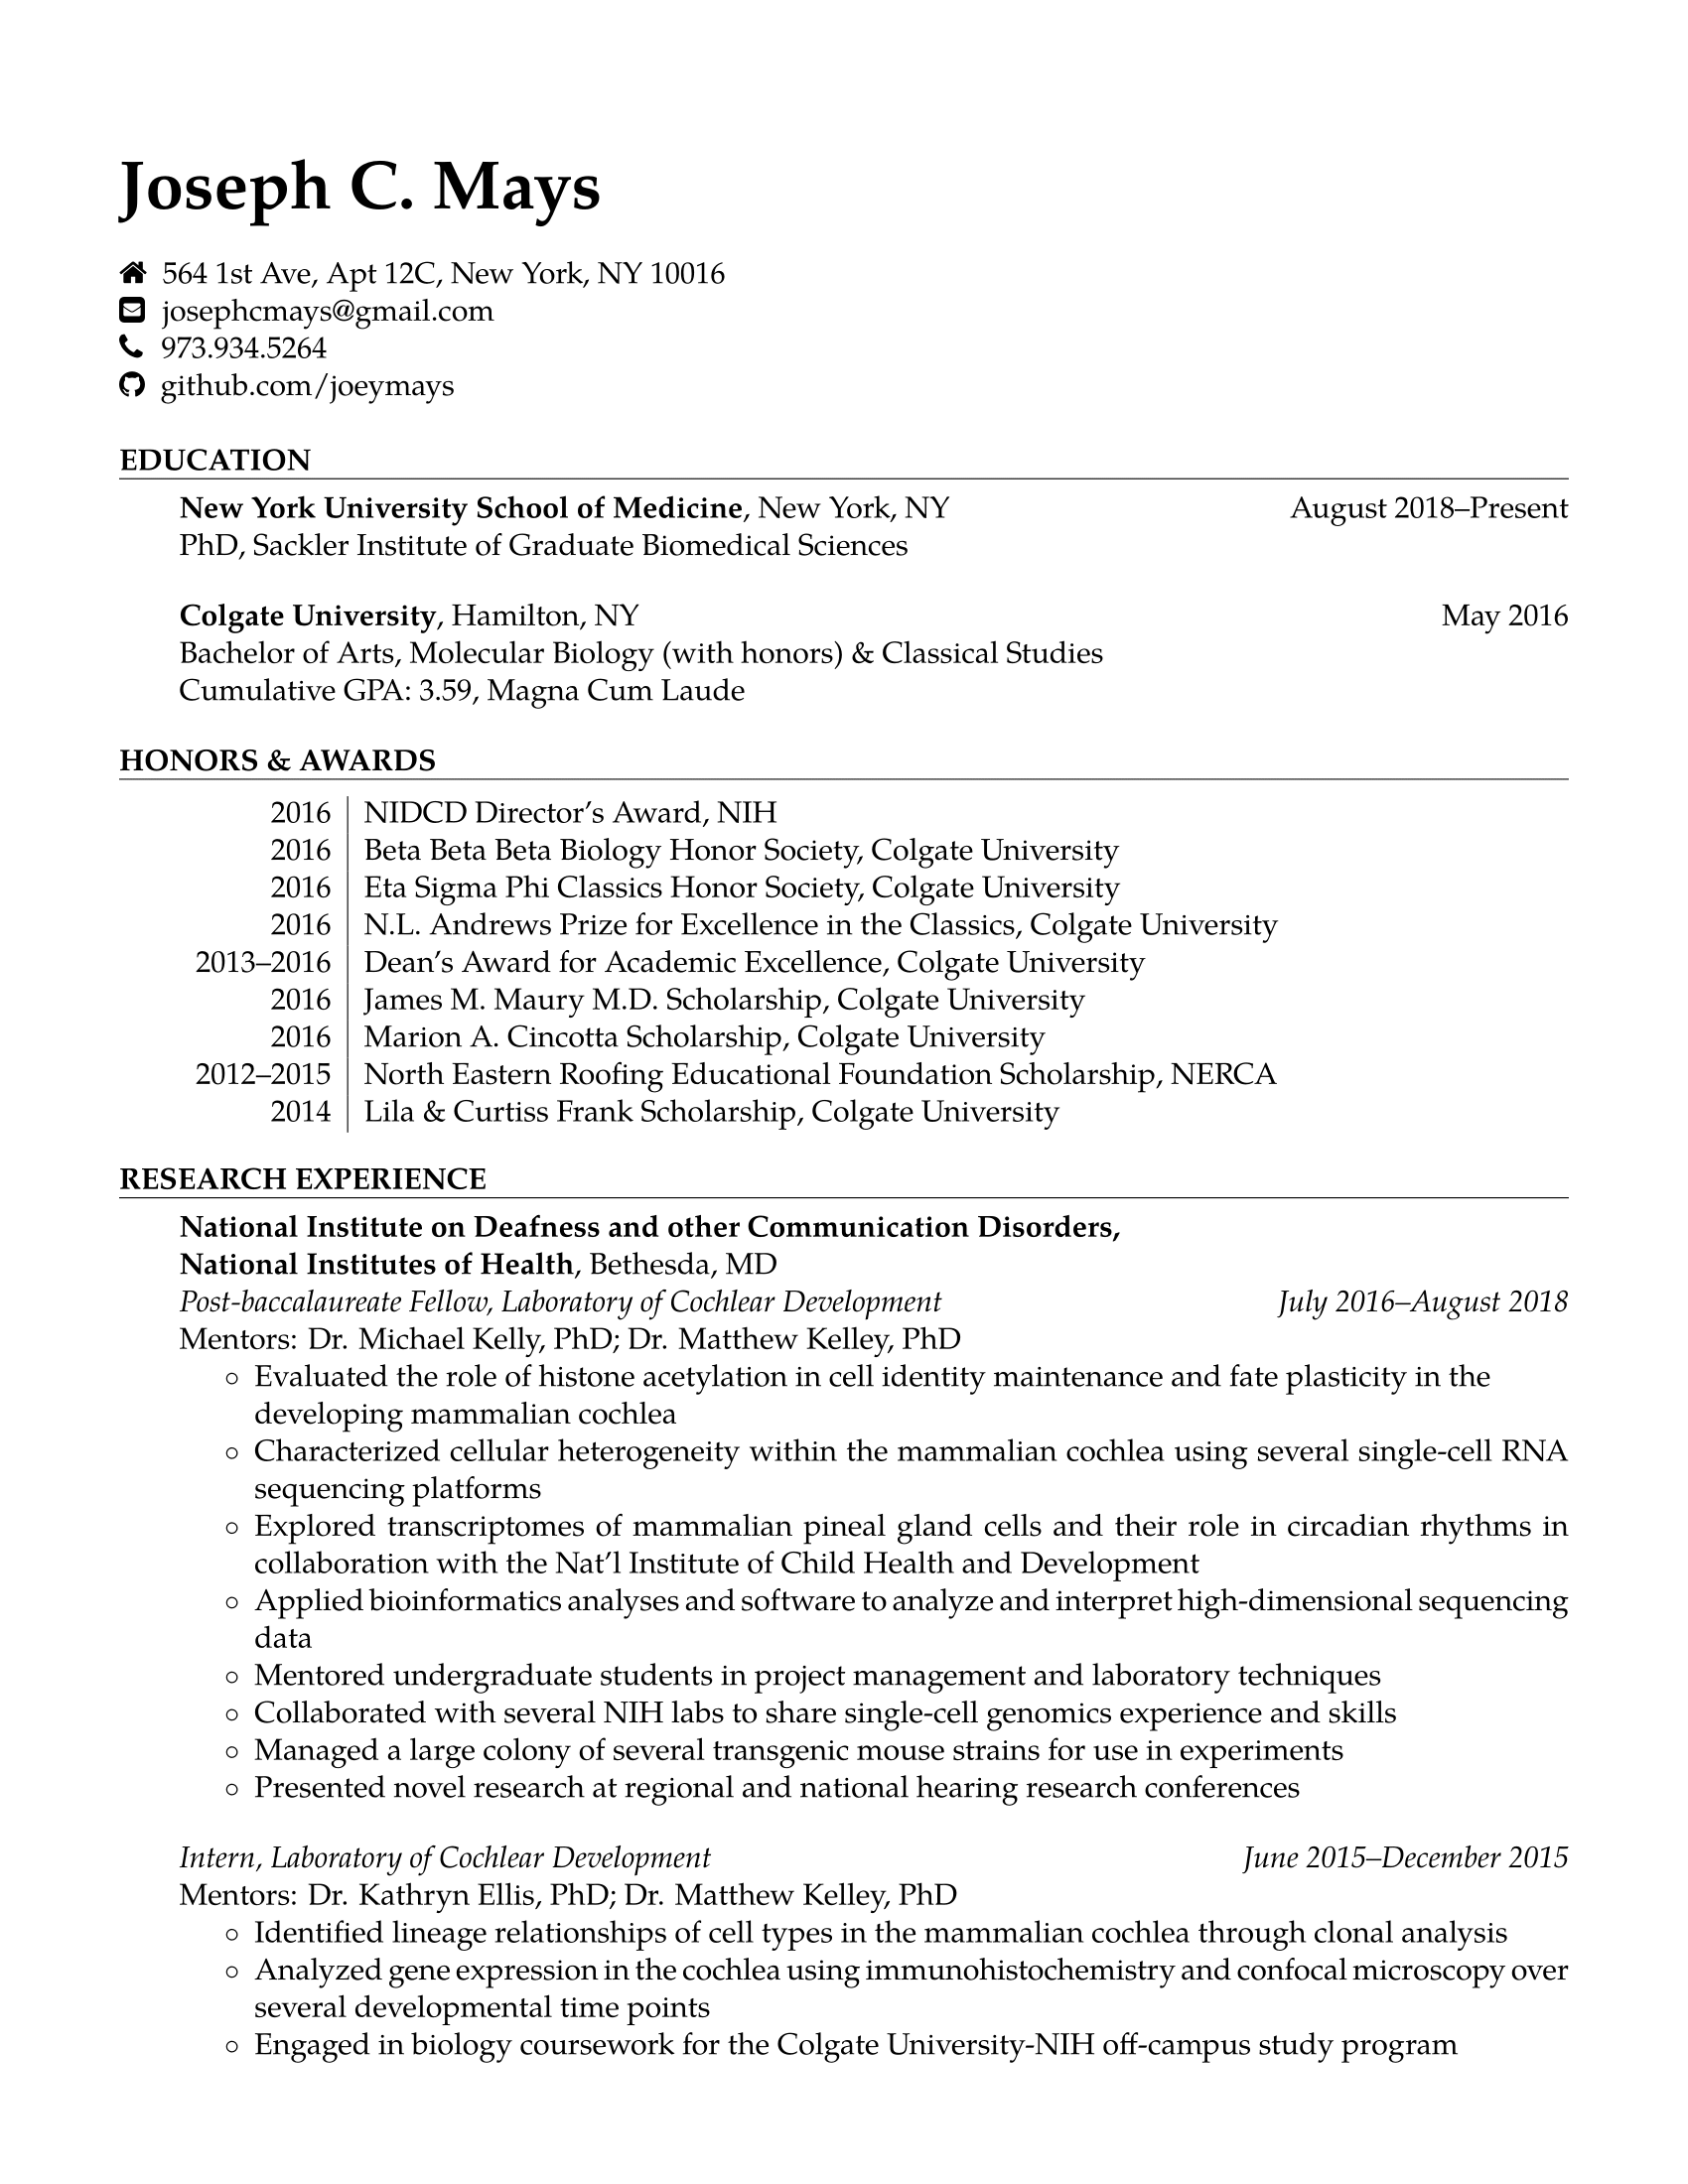 Joseph C. Mays
564 1st Ave, Apt 12C, New York, NY 10016
josephcmays@gmail.com
973.934.5264
github.com/joeymays
EDUCATION
New York University School of Medicine, New York, NY August 2018–Present
PhD, Sackler Institute of Graduate Biomedical Sciences
Colgate University, Hamilton, NY May 2016
Bachelor of Arts, Molecular Biology (with honors) & Classical Studies
Cumulative GPA: 3.59, Magna Cum Laude
HONORS & AWARDS
2016 NIDCD Director’s Award, NIH
2016 Beta Beta Beta Biology Honor Society, Colgate University
2016 Eta Sigma Phi Classics Honor Society, Colgate University
2016 N.L. Andrews Prize for Excellence in the Classics, Colgate University
2013–2016 Dean’s Award for Academic Excellence, Colgate University
2016 James M. Maury M.D. Scholarship, Colgate University
2016 Marion A. Cincotta Scholarship, Colgate University
2012–2015 North Eastern Roofing Educational Foundation Scholarship, NERCA
2014 Lila & Curtiss Frank Scholarship, Colgate University
RESEARCH EXPERIENCE
National Institute on Deafness and other Communication Disorders,
National Institutes of Health, Bethesda, MD
Post-baccalaureate Fellow, Laboratory of Cochlear Development July 2016–August 2018
Mentors: Dr. Michael Kelly, PhD; Dr. Matthew Kelley, PhD
◦ Evaluated the role of histone acetylation in cell identity maintenance and fate plasticity in the
developing mammalian cochlea
◦ Characterized cellular heterogeneity within the mammalian cochlea using several single-cell RNA
sequencing platforms
◦ Explored transcriptomes of mammalian pineal gland cells and their role in circadian rhythms in
collaboration with the Nat’l Institute of Child Health and Development
◦ Applied bioinformatics analyses and software to analyze and interpret high-dimensional sequencing
data
◦ Mentored undergraduate students in project management and laboratory techniques
◦ Collaborated with several NIH labs to share single-cell genomics experience and skills
◦ Managed a large colony of several transgenic mouse strains for use in experiments
◦ Presented novel research at regional and national hearing research conferences
Intern, Laboratory of Cochlear Development June 2015–December 2015
Mentors: Dr. Kathryn Ellis, PhD; Dr. Matthew Kelley, PhD
◦ Identified lineage relationships of cell types in the mammalian cochlea through clonal analysis
◦ Analyzed gene expression in the cochlea using immunohistochemistry and confocal microscopy over
several developmental time points
◦ Engaged in biology coursework for the Colgate University-NIH off-campus study program